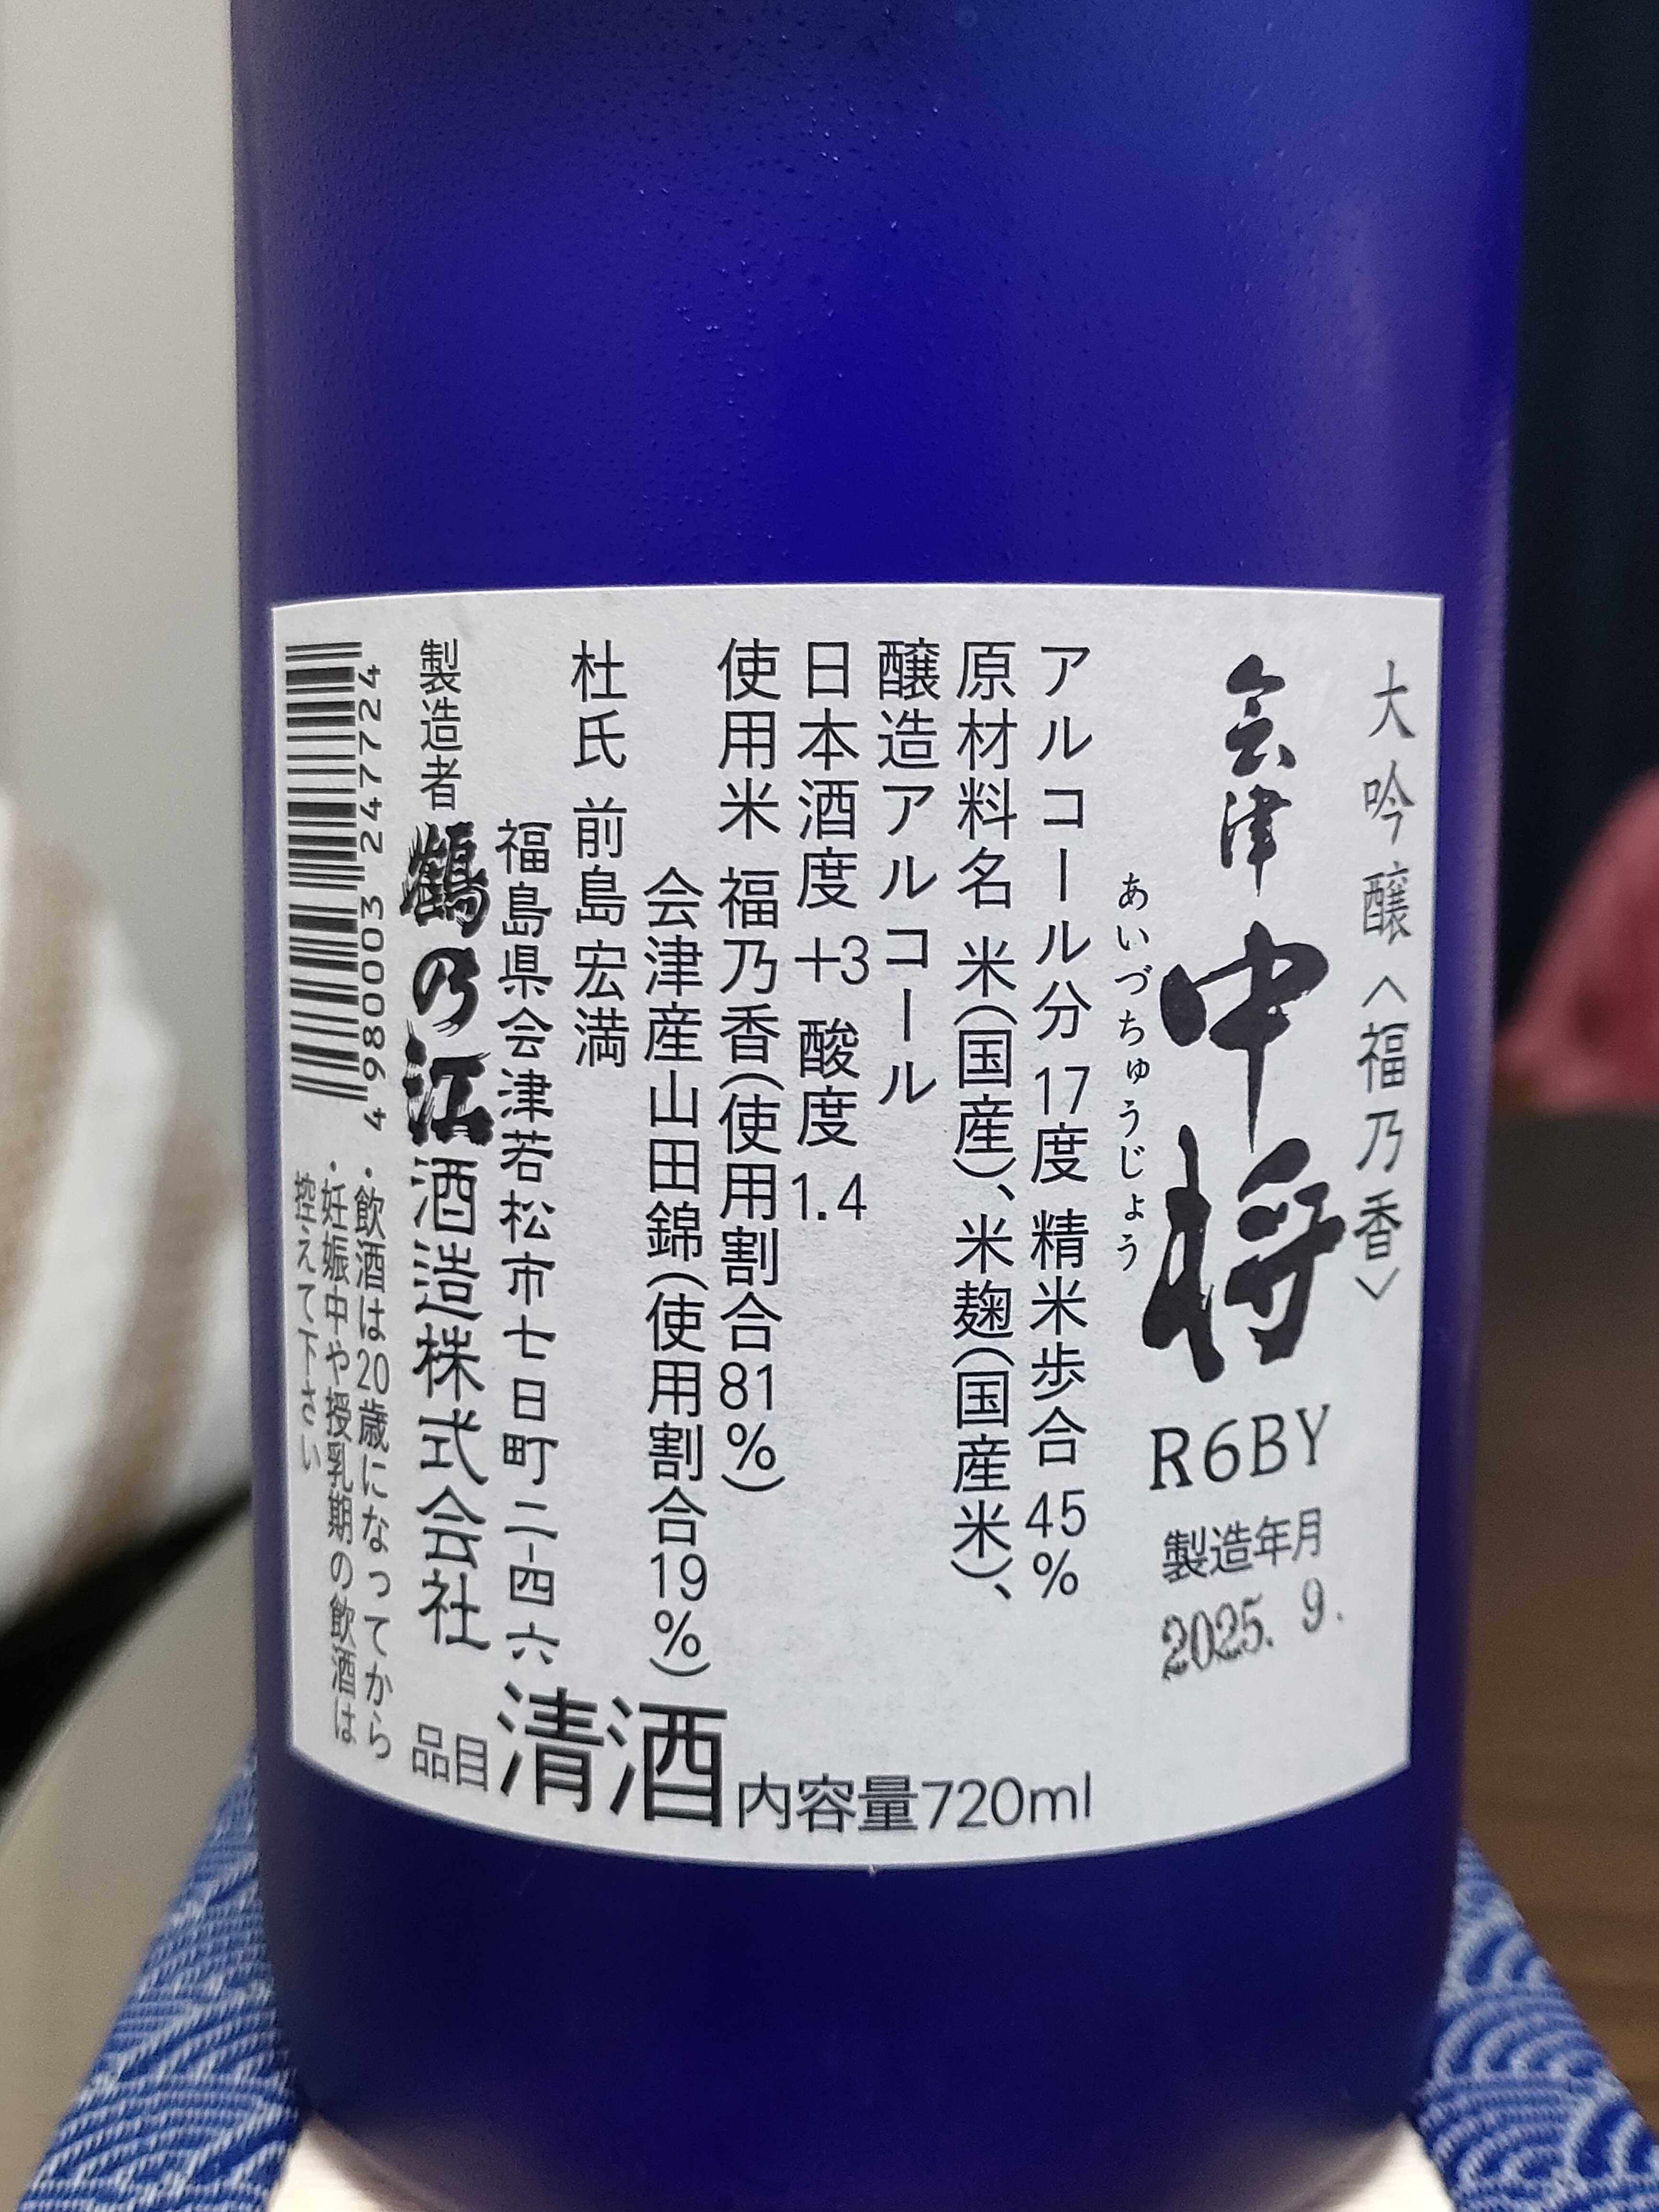 大吟醸〈福乃香〉
会津中将
あいづちゅうじょう
R6BY
製造年月
2025. 9.
アルコール分 17度 精米歩合 45%
原材料名 米(国産)、米麹(国産米)、
醸造アルコール
日本酒度 +3 酸度 1.4
使用米 福乃香(使用割合81%)
会津産山田錦(使用割合19%)
杜氏 前島宏満
福島県会津若松市七日町二-四六
製造者 鶴乃江酒造株式会社
4 980003 247724
・飲酒は20歳になってから
・妊娠中や授乳期の飲酒は
控えて下さい
品目 清酒 内容量720ml